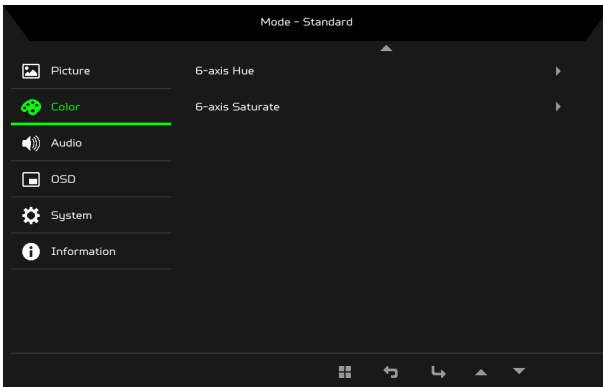 Mode - Standard
Picture
6-axis Hue
Color
6-axis Saturate
Audio
OSD
System
Information